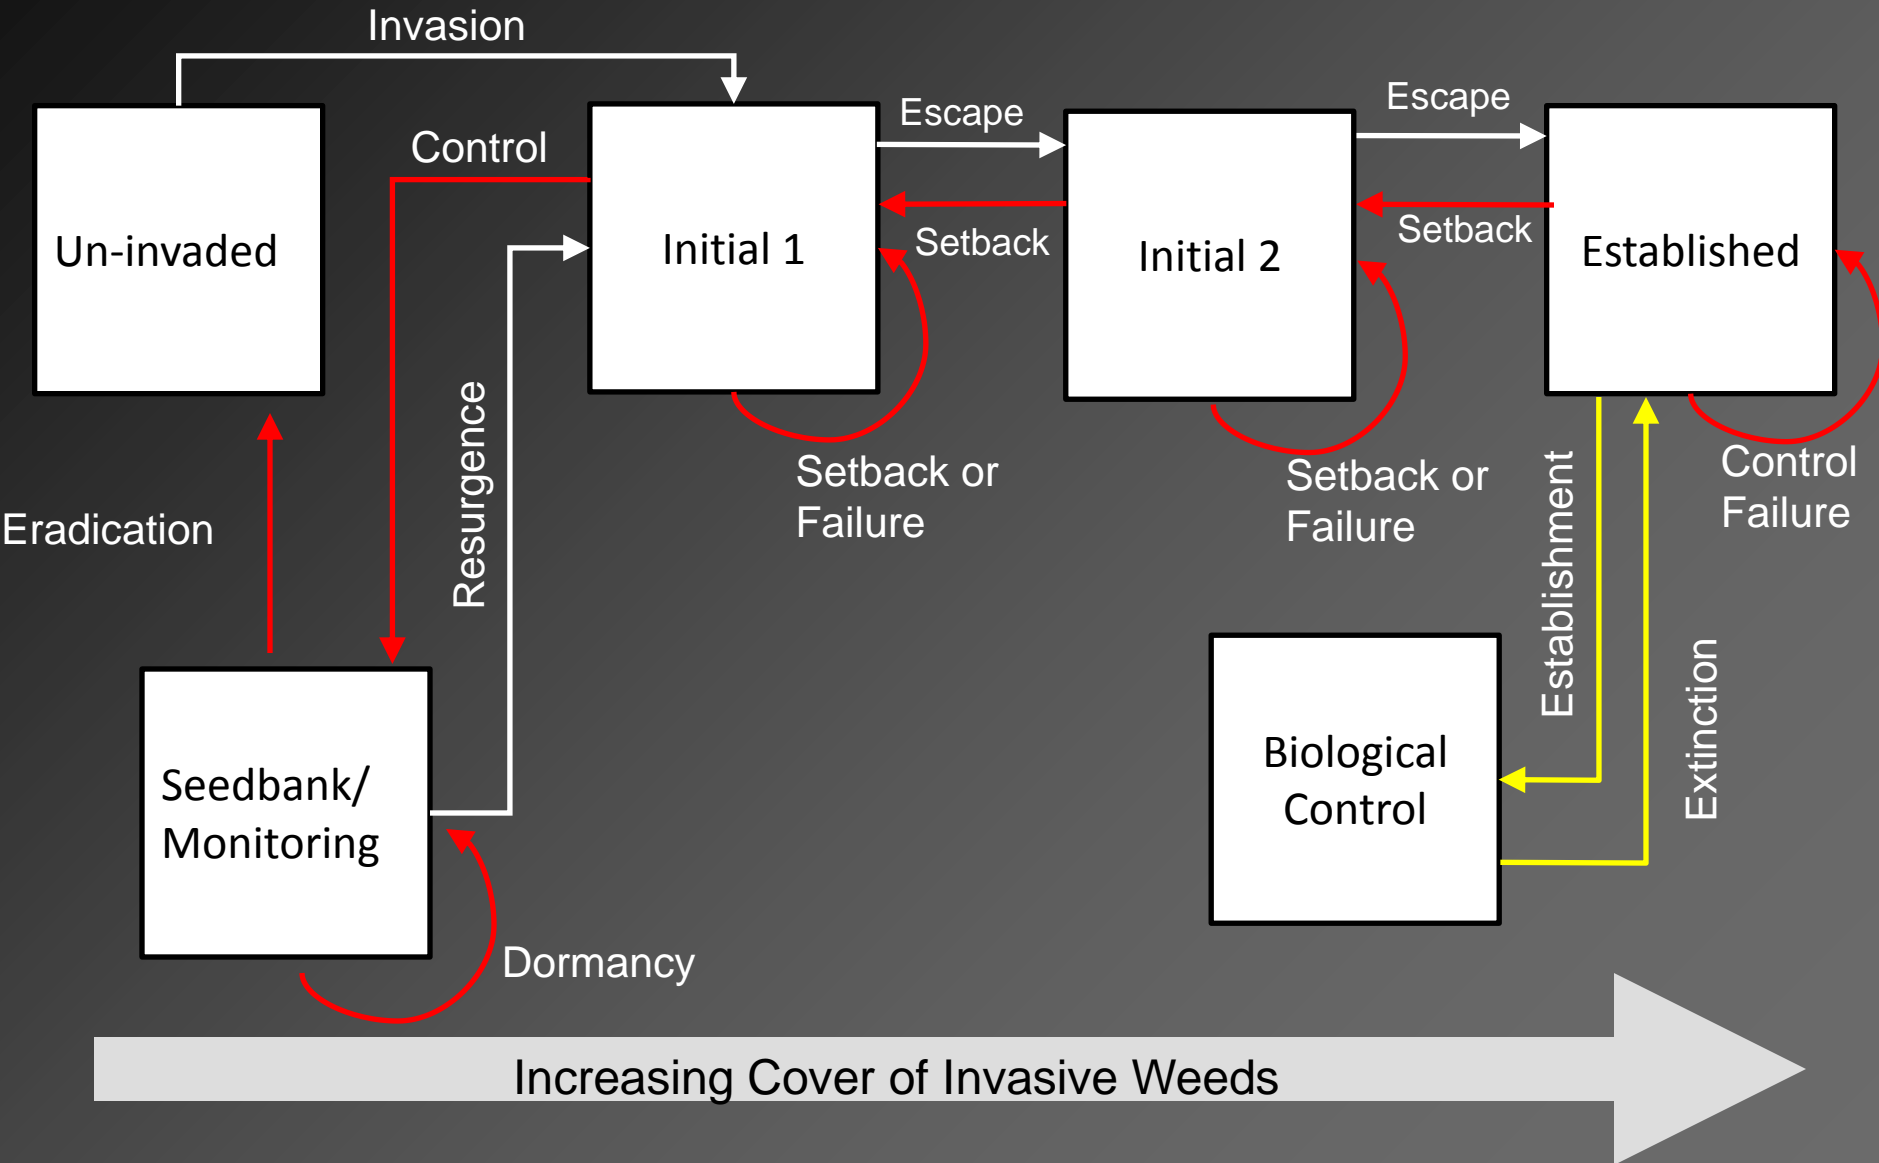 Invasion
Escape
Escape
Control
Un-invaded
Initial 1
Setback
Initial 2
Setback
Established
Resurgence
Setback or
Failure
Setback or
Failure
Control
Failure
Eradication
Establishment
Extinction
Seedbank/
Monitoring
Biological
Control
Dormancy
Increasing Cover of Invasive Weeds